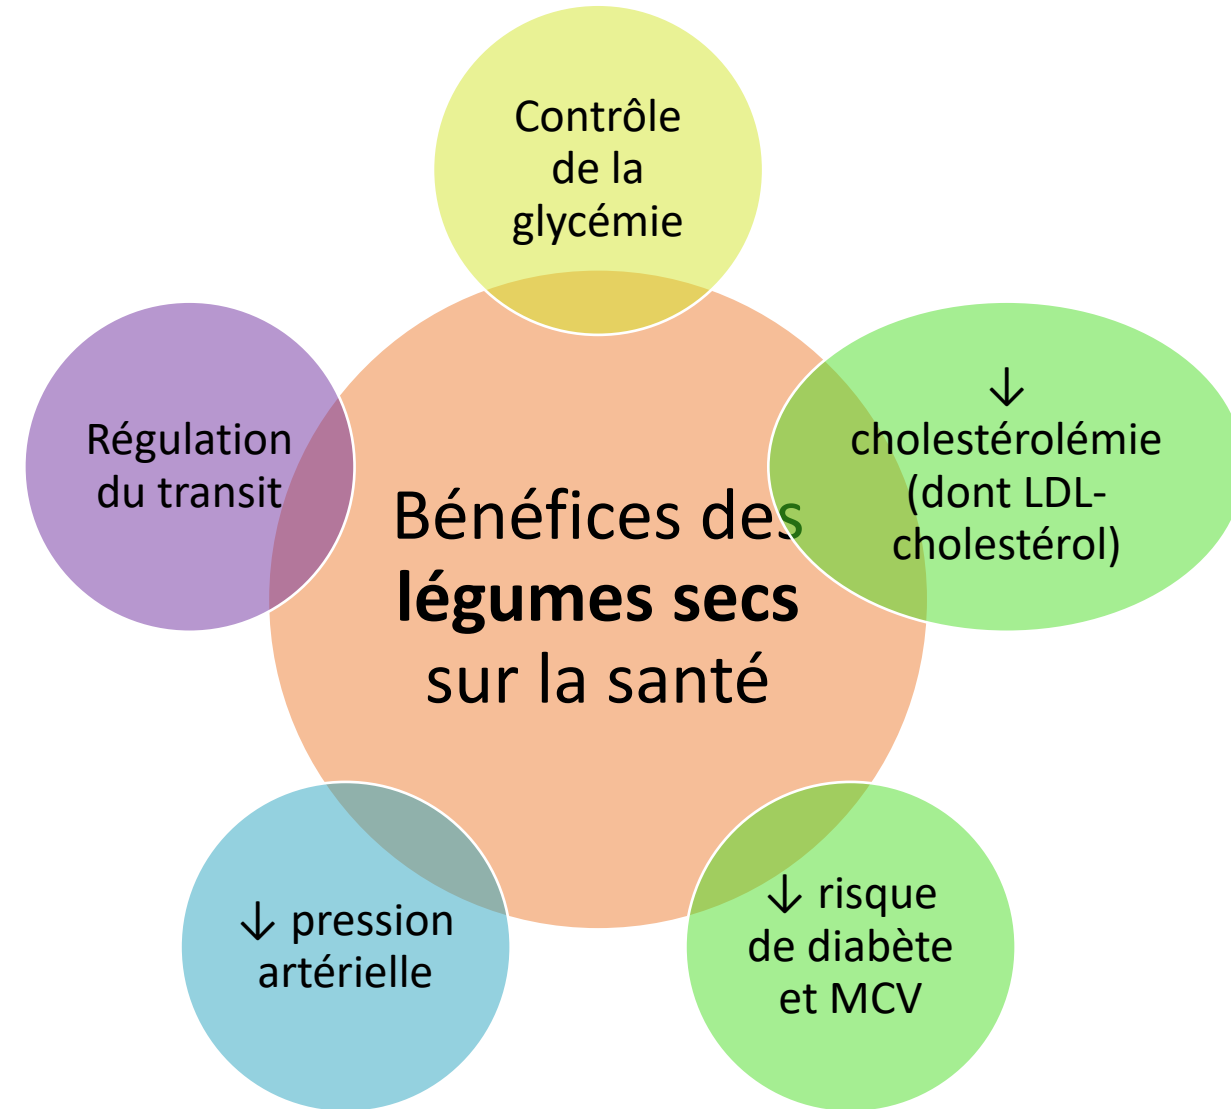 Contrôle
de la
glycémie
↓
cholestérolémie
(dont LDL-
cholestérol)
Régulation
du transit
Bénéfices des
légumes secs
sur la santé
↓ pression
artérielle
↓ risque
de diabète
et MCV